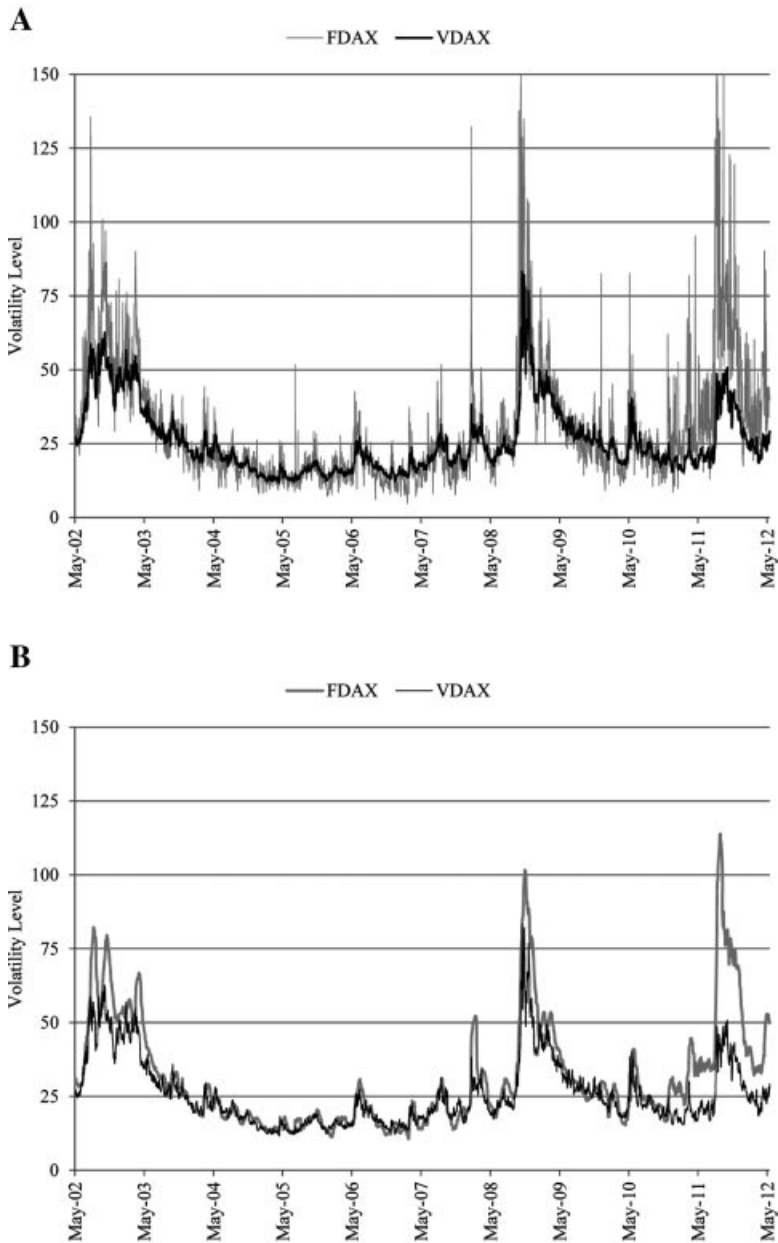 A
FDAX VDAX
150
125
100
75
50
25
0
Volatility Level
May-02
May-03
May-04
May-05
May-06
May-07
May-08
May-09
May-10
May-11
May-12
B
FDAX VDAX
150
125
100
75
50
25
0
Volatility Level
May-02
May-03
May-04
May-05
May-06
May-07
May-08
May-09
May-10
May-11
May-12